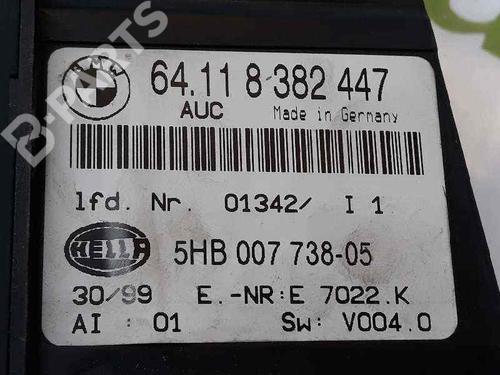 B-PARTS
BMW
64.11 8 382 447
AUC Made in Germany
lfd. Nr. 01342/ I 1
HELLA
5HB 007 738-05
30/99 E.-NR:E 7022.K
AI : 01 SW: V004.0